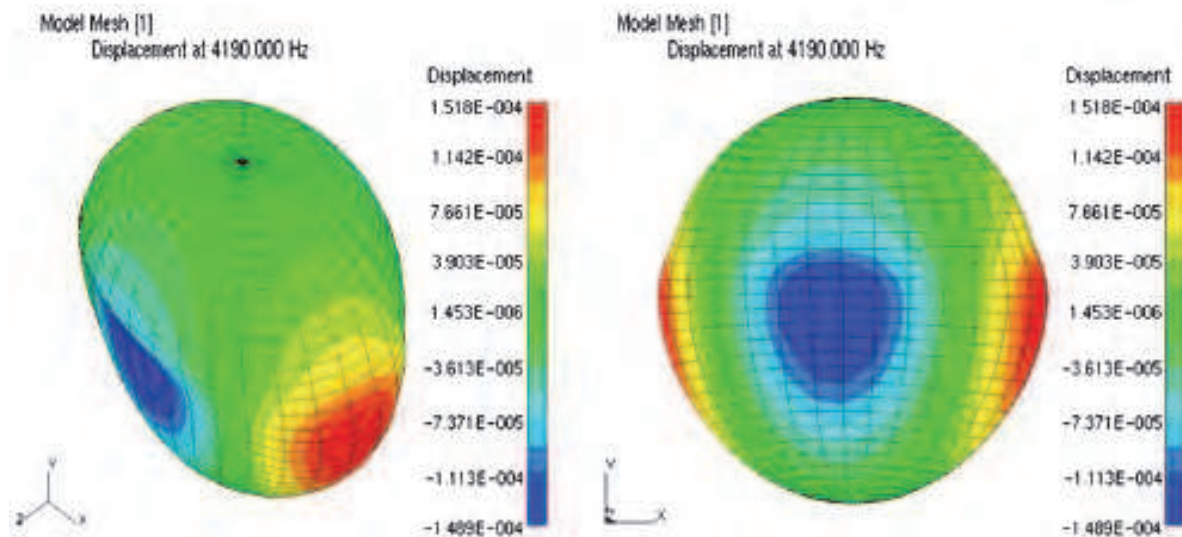 Model Mesh [1]
Displacement at 4190.000 Hz
Displacement
1.518E-004
1.142E-004
7.661E-005
3.903E-005
1.453E-006
-3.613E-005
-7.371E-005
-1.113E-004
-1.489E-004
Y
Z
X
Model Mesh [1]
Displacement at 4190.000 Hz
Displacement
1.518E-004
1.142E-004
7.661E-005
3.903E-005
1.453E-006
-3.613E-005
-7.371E-005
-1.113E-004
-1.489E-004
Y
Z
X